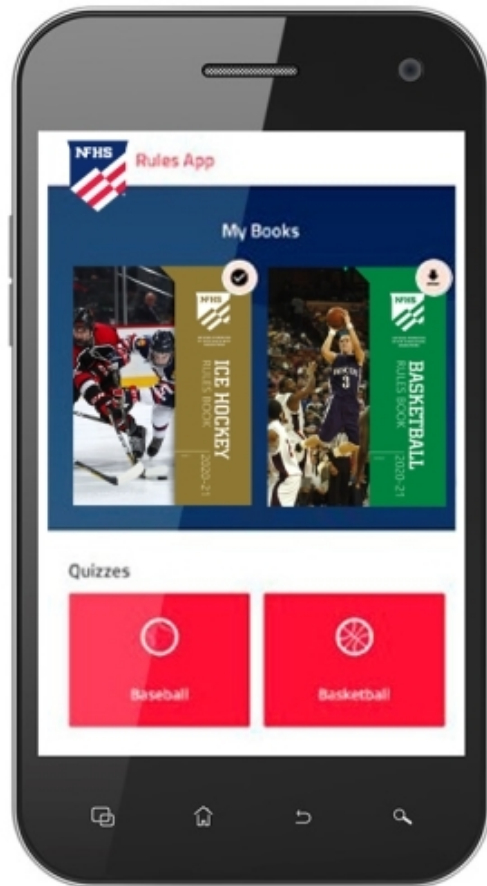 NFHS
Rules App
My Books
NFHS
ICE HOCKEY
RULES BOOK
2020-21
NFHS
BASKETBALL
RULES BOOK
2020-21
3
Quizzes
Baseball
Basketball